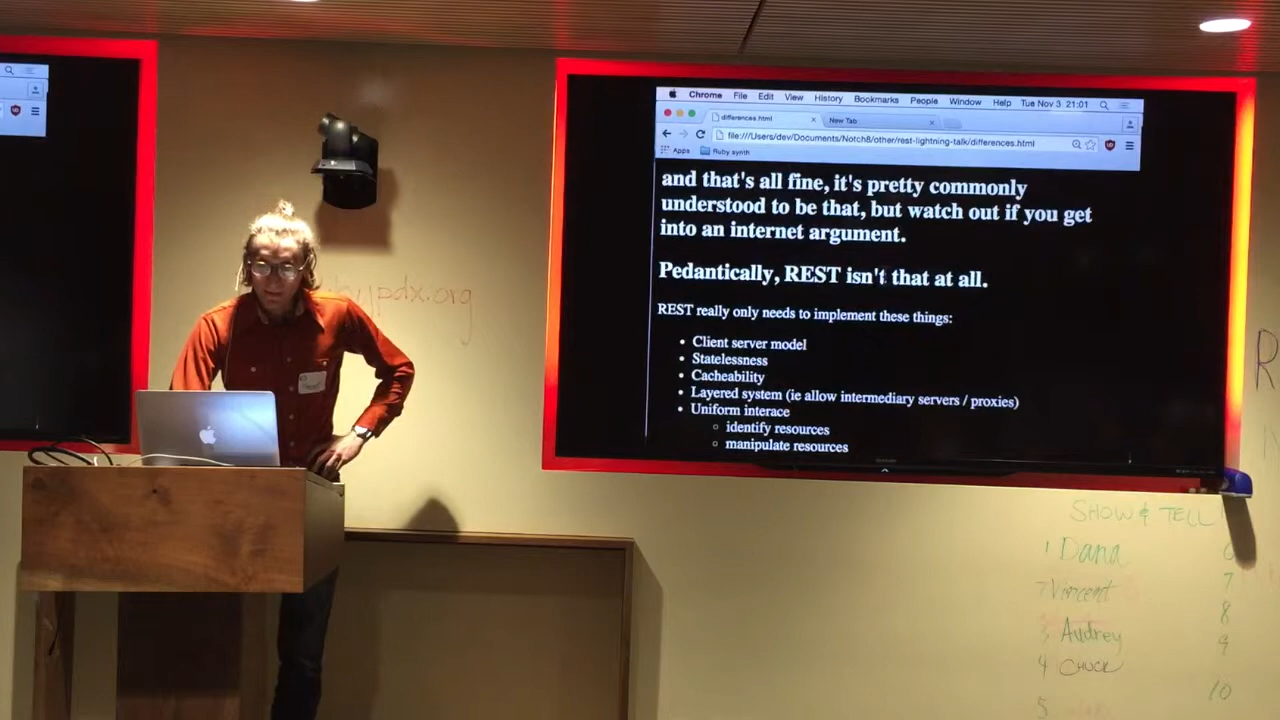 Chrome File Edit View History Bookmarks People Window Help Tue Nov 3 21:01
differences.html
New Tab
file:///Users/dev/Documents/Notch8/other/rest-lightning-talk/differences.html
Apps Ruby synth
and that's all fine, it's pretty commonly
understood to be that, but watch out if you get
into an internet argument.
Pedantically, REST isn't that at all.
REST really only needs to implement these things:
• Client server model
• Statelessness
• Cacheability
• Layered system (ie allow intermediary servers / proxies)
• Uniform interace
◦ identify resources
◦ manipulate resources
SHOW & TELL
1 Dana
Vincent 7
8
3 Audrey 9
4 CHUCK
10
5
R